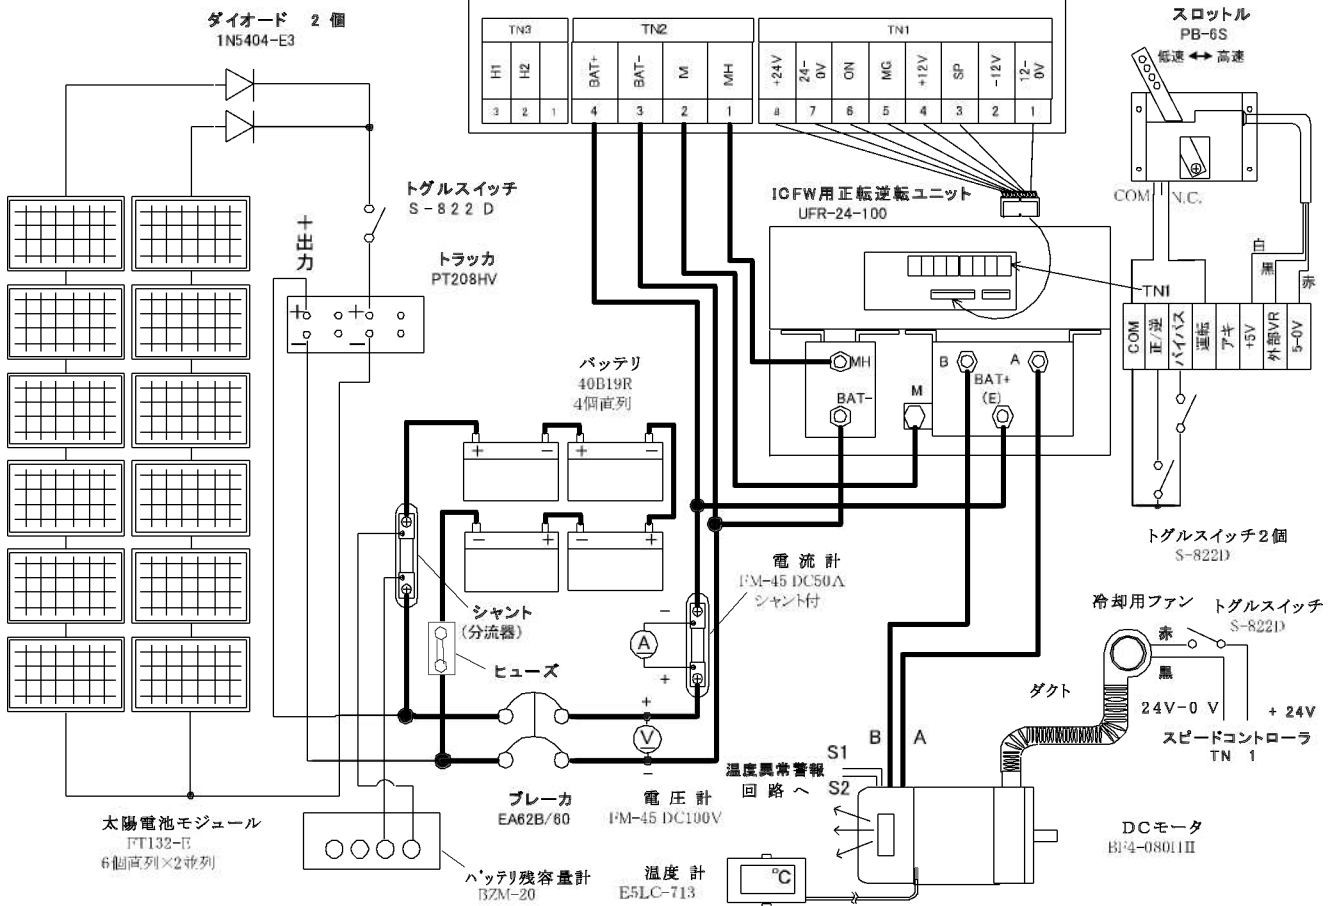 ダイオード 2 個
1N5404-E3
TN3
TN2
TN1
H1
H2
BAT+
BAT-
M
MH
+24V
24-0V
ON
MG
+12V
SP
-12V
12-0V
3
2
1
4
3
2
1
8
7
6
5
4
3
2
1
スロットル
PB-6S
低速 ↔ 高速
COM
N.C.
白
黒
赤
トグルスイッチ
S-822 D
+出力
トラッカ
PT208HV
+
+
-
-
ICFW用正転逆転ユニット
UFR-24-100
TN1
MH
BAT-
M
B
A
BAT+
(E)
COM
正/逆
バイパス
運転
アキ
+5V
外部VR
5-0V
トグルスイッチ2個
S-822D
バッテリ
40B19R
4個直列
+
-
+
-
-
+
-
+
シャント
(分流器)
ヒューズ
電流計
FM-45 DC50A
シャント付
-
A
+
+
V
-
ブレーカ
EA62B/60
電圧計
FM-45 DC100V
冷却用ファン
トグルスイッチ
S-822D
赤
黒
ダクト
24V-0 V
+ 24V
スピードコントローラ
TN 1
B
A
S1
S2
温度異常警報
回路へ
DCモータ
温度計
E5LC-713
℃
太陽電池モジュール
FT132-E
6個直列×2並列
バッテリ残容量計
BZM-20